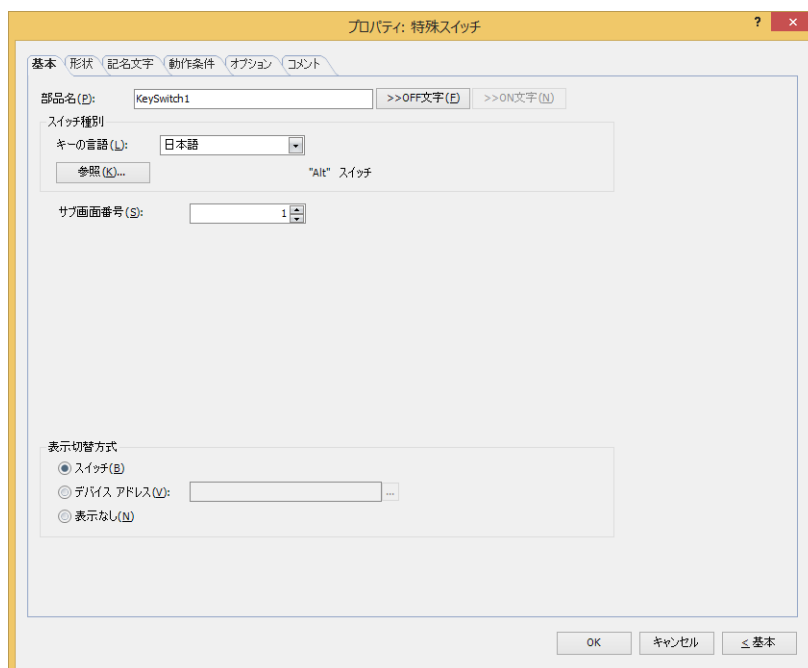 プロパティ: 特殊スイッチ ? ×
基本 形状 記名文字 動作条件 オプション コメント
部品名(P): KeySwitch1 >>OFF文字(F) >>ON文字(N)
スイッチ種別
キーの言語(L): 日本語
参照(K)... "Alt" スイッチ
サブ画面番号(S): 1
表示切替方式
スイッチ(B)
デバイス アドレス(V): ...
表示なし(N)
OK キャンセル < 基本